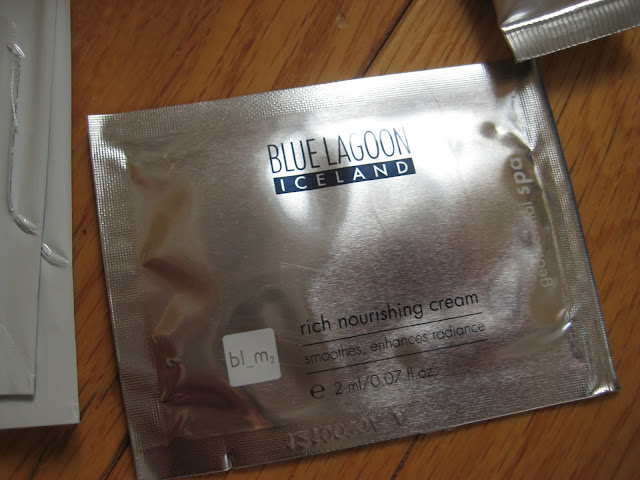 BLUE LAGOON
ICELAND
spa
rich nourishing cream
smoothes, enhances radiance
bl_m2
e 2 ml/0.07 fl.oz